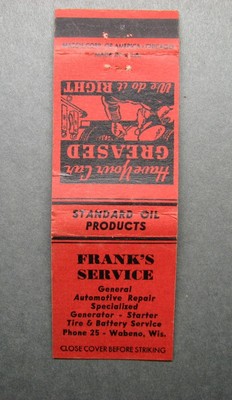 Have Your Car
GREASED
We do it RIGHT
STANDARD OIL
PRODUCTS
FRANK'S
SERVICE
General
Automotive Repair
Specialized
Generator - Starter
Tire & Battery Service
Phone 25 - Wabeno, Wis.
CLOSE COVER BEFORE STRIKING